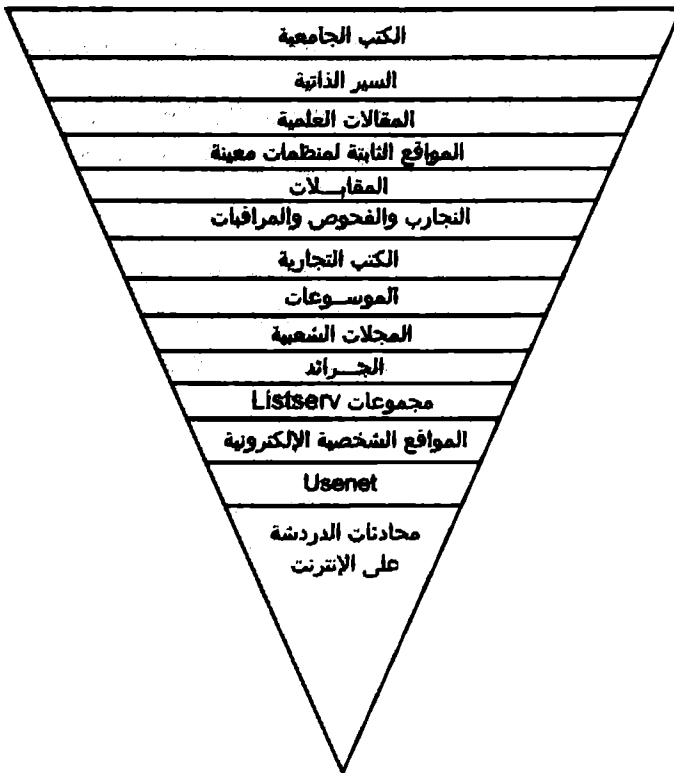 الكتب الجامعية
السير الذاتية
المقالات العلمية
المواقع الثابتة لمنظمات معينة
المقابـــلات
التجارب والفحوص والمراقبات
الكتب التجارية
الموســوعات
المجلات الشعبية
الجـــرائد
مجموعات Listserv
المواقع الشخصية الإلكترونية
Usenet
محادثات الدردشة
على الإنترنت